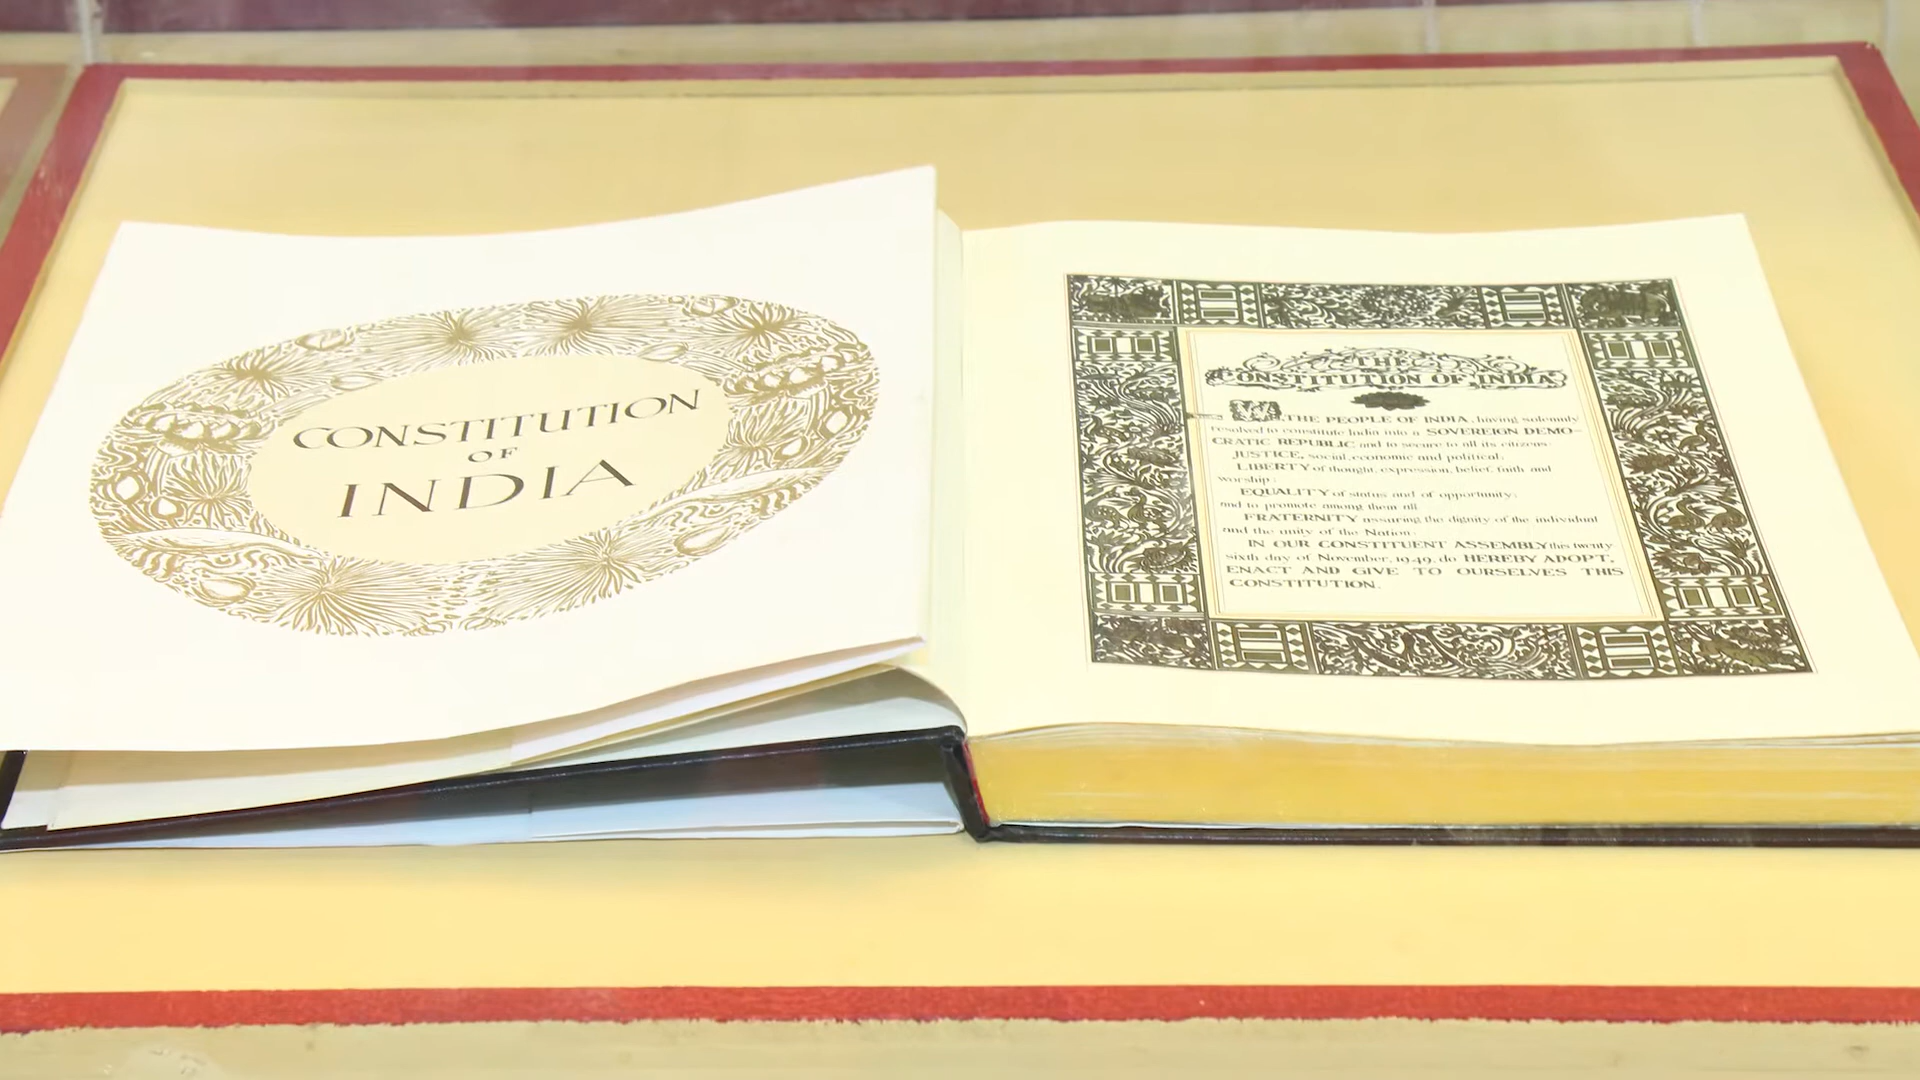 CONSTITUTION
OF
INDIA
THE
CONSTITUTION OF INDIA
WE, THE PEOPLE OF INDIA, having solemnly
resolved to constitute India into a SOVEREIGN DEMO-
CRATIC REPUBLIC and to secure to all its citizens:
JUSTICE, social, economic and political;
LIBERTY of thought, expression, belief, faith and
worship;
EQUALITY of status and of opportunity;
and to promote among them all
FRATERNITY assuring the dignity of the individual
and the unity of the Nation;
IN OUR CONSTITUENT ASSEMBLY this twenty
sixth day of November, 1949, do HEREBY ADOPT,
ENACT AND GIVE TO OURSELVES THIS
CONSTITUTION.